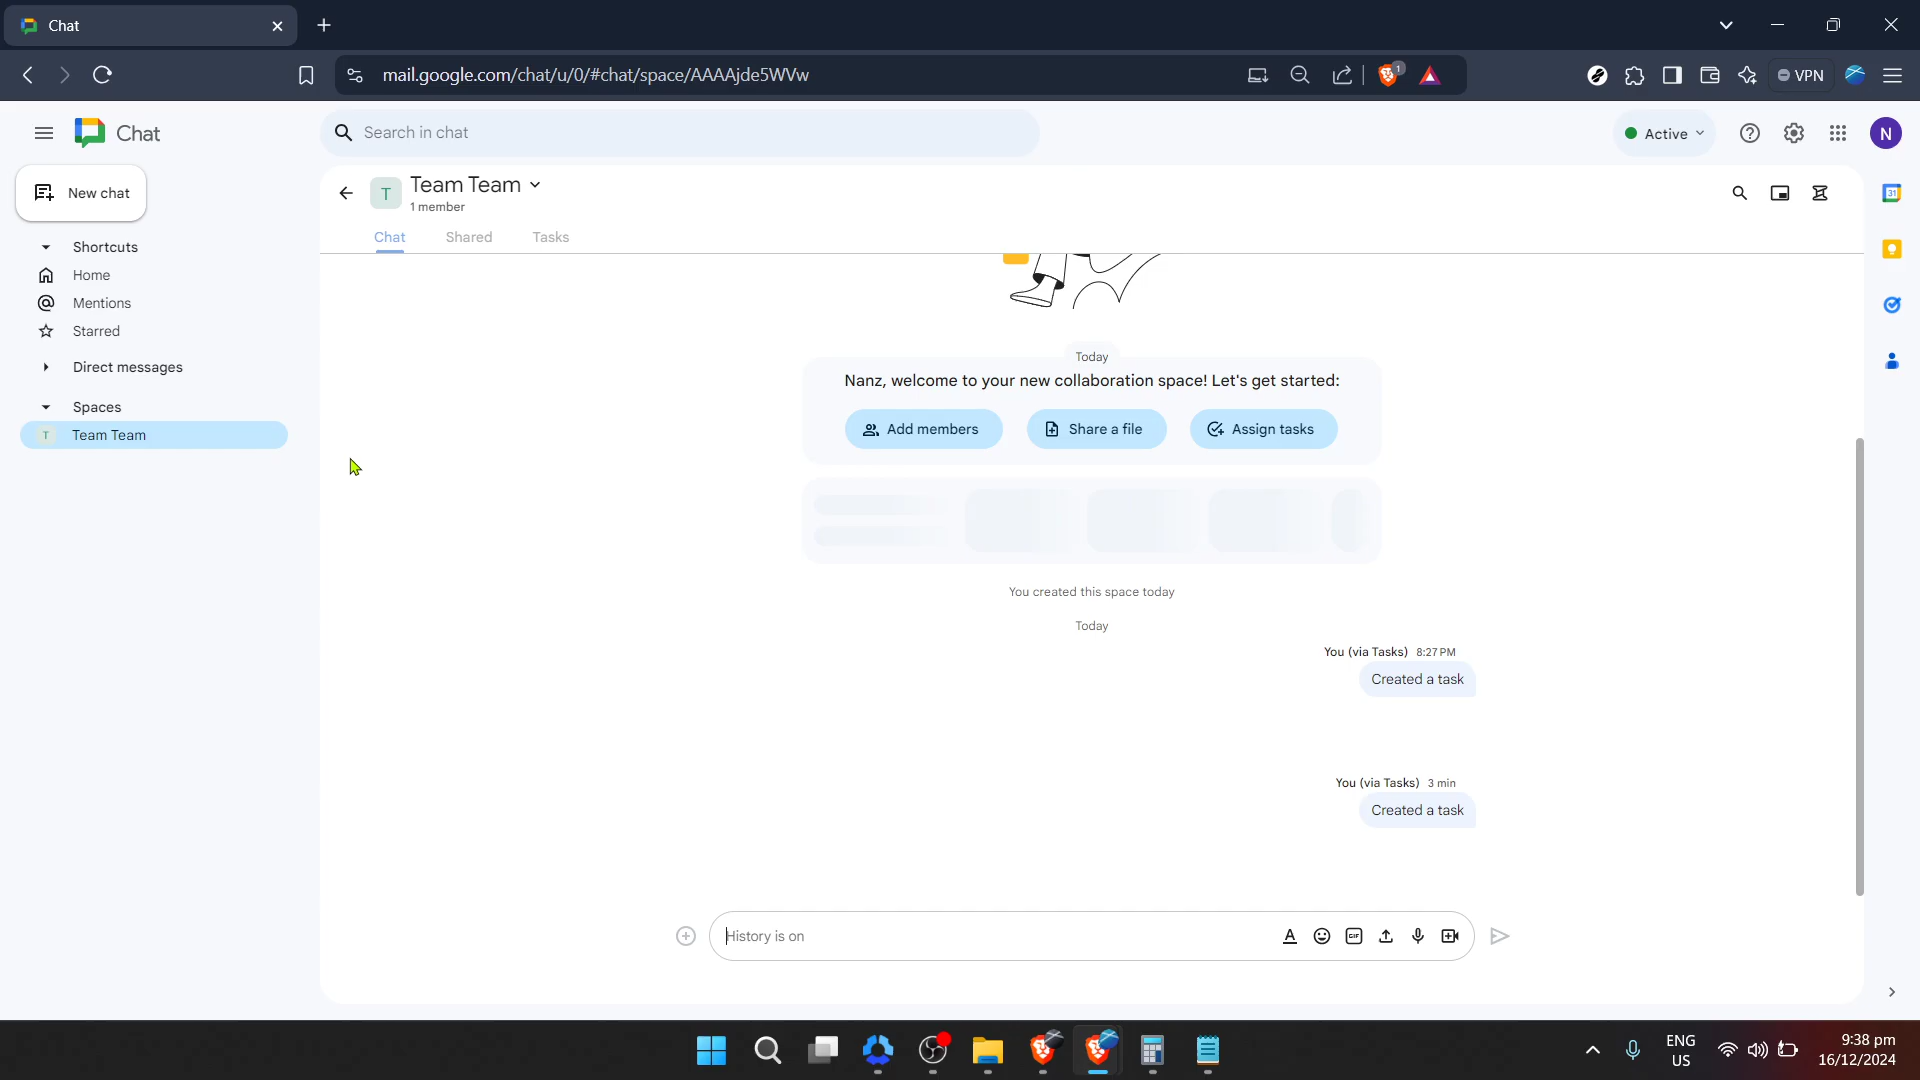 Chat
mail.google.com/chat/u/0/#chat/space/AAAAjde5WVw
1
VPN
Chat
Search in chat
Active
N
New chat
T
Team Team
1 member
31
Chat
Shared
Tasks
Shortcuts
Home
Mentions
Starred
Direct messages
Spaces
T
Team Team
Today
Nanz, welcome to your new collaboration space! Let's get started:
Add members
Share a file
Assign tasks
You created this space today
Today
You (via Tasks) 8:27 PM
Created a task
You (via Tasks) 3 min
Created a task
History is on
GIF
ENG
US
9:38 pm
16/12/2024